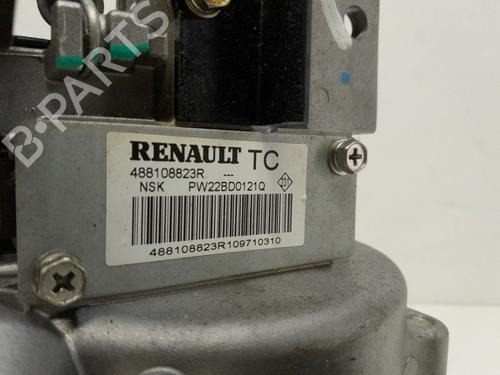 RENAULT TC
488108823R ---
NSK PW22BD0121Q
488108823R109710310
B-PARTS